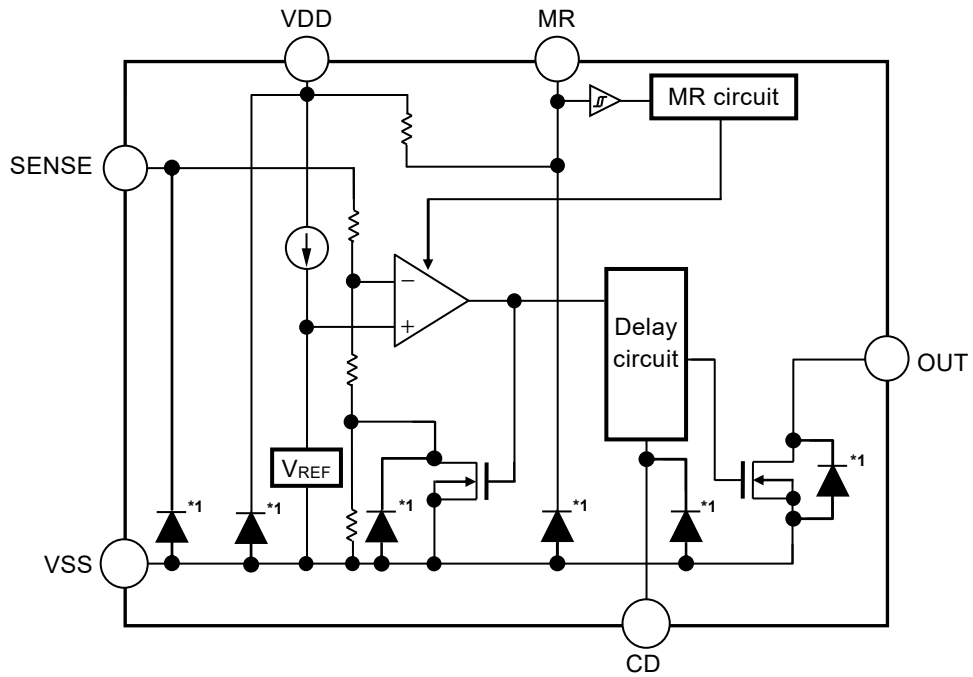 VDD
MR
MR circuit
SENSE
−
+
Delay
circuit
OUT
VREF
*1
*1
*1
*1
*1
*1
VSS
CD